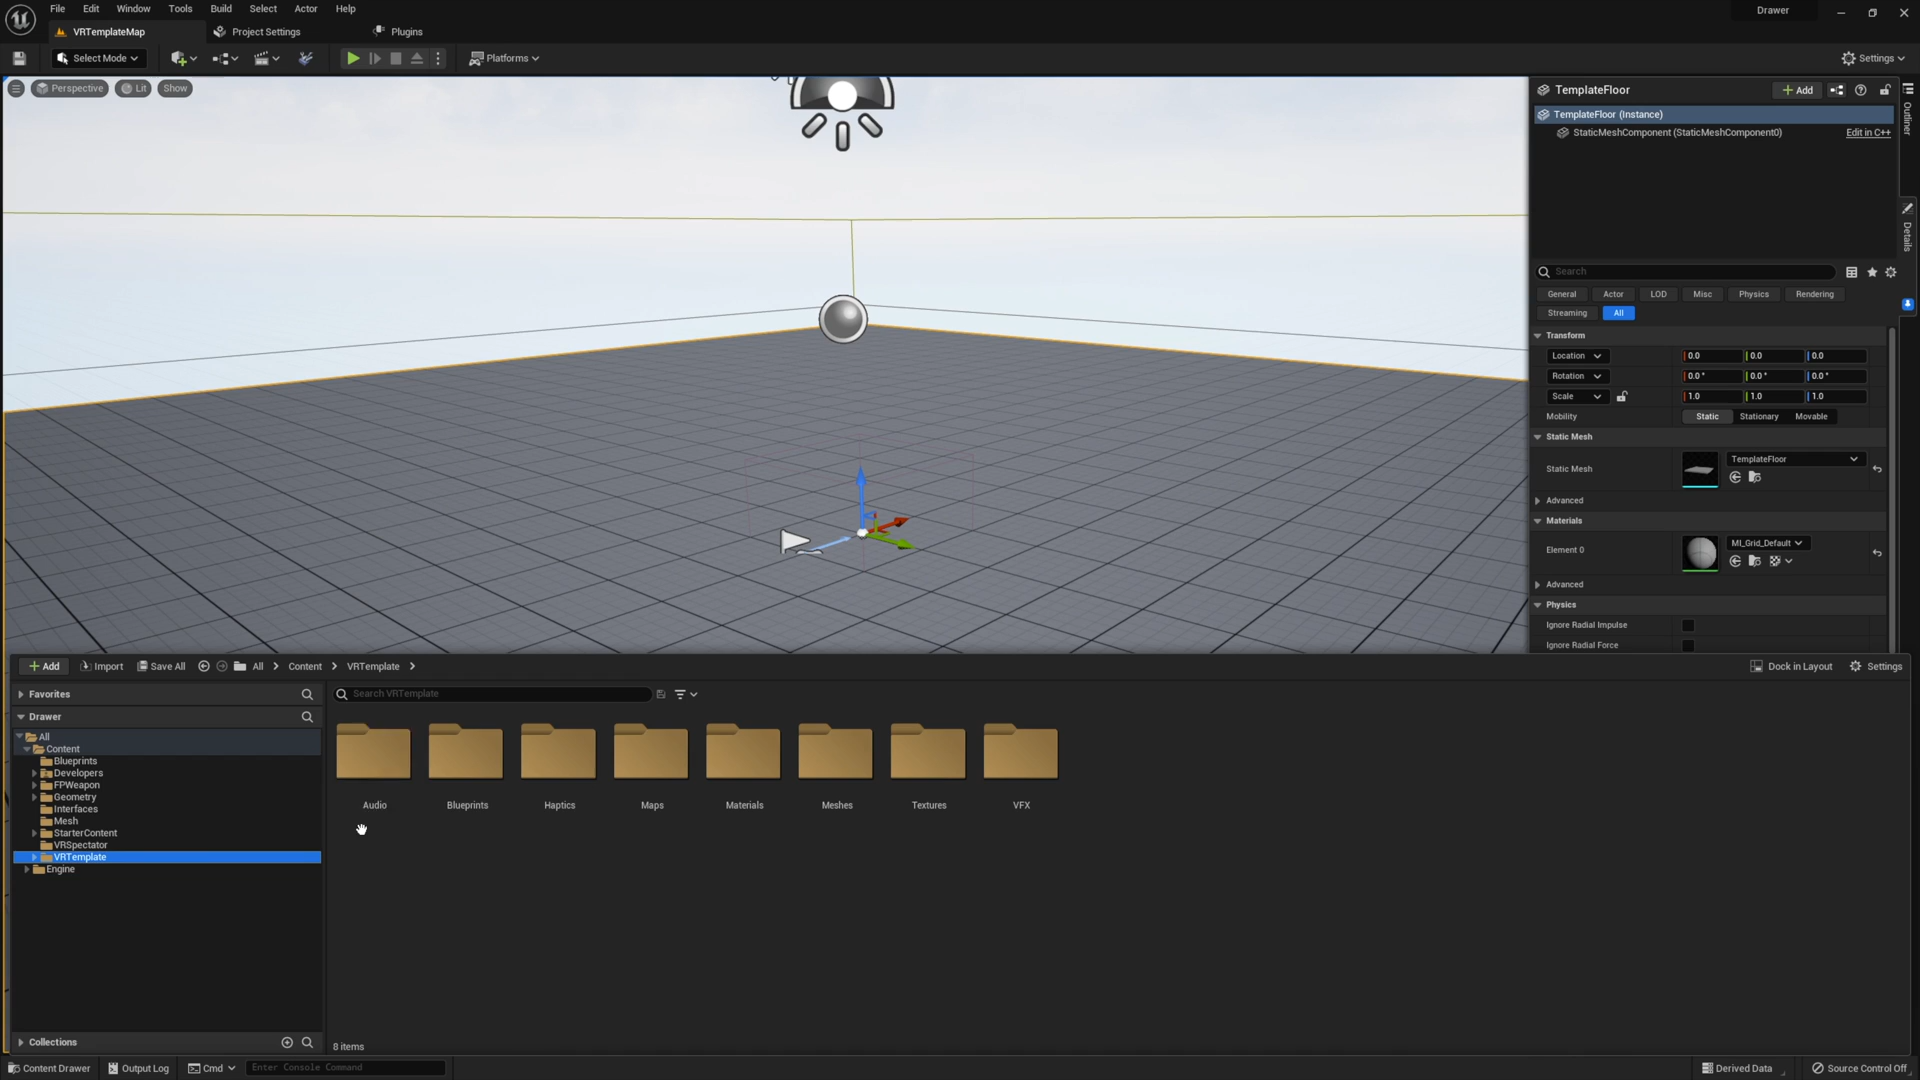 File Edit Window Tools Build Select Actor Help
Drawer
VRTemplateMap Project Settings Plugins
Select Mode Platforms Settings
Perspective Lit Show
TemplateFloor + Add
TemplateFloor (Instance)
StaticMeshComponent (StaticMeshComponent0) Edit in C++
Outliner
Details
Search
General Actor LOD Misc Physics Rendering
Streaming All
Transform
Location 0.0 0.0 0.0
Rotation 0.0 ° 0.0 ° 0.0 °
Scale 1.0 1.0 1.0
Mobility Static Stationary Movable
Static Mesh
Static Mesh TemplateFloor
Advanced
Materials
Element 0 MI_Grid_Default
Advanced
Physics
Ignore Radial Impulse
Ignore Radial Force
+ Add Import Save All All > Content > VRTemplate > Dock in Layout Settings
Favorites
Search VRTemplate
Drawer
All
Content
Blueprints
Developers
FPWeapon
Geometry
Interfaces
Mesh
StarterContent
VRSpectator
VRTemplate
Engine
Audio Blueprints Haptics Maps Materials Meshes Textures VFX
Collections
8 items
Content Drawer Output Log Cmd Enter Console Command Derived Data Source Control Off